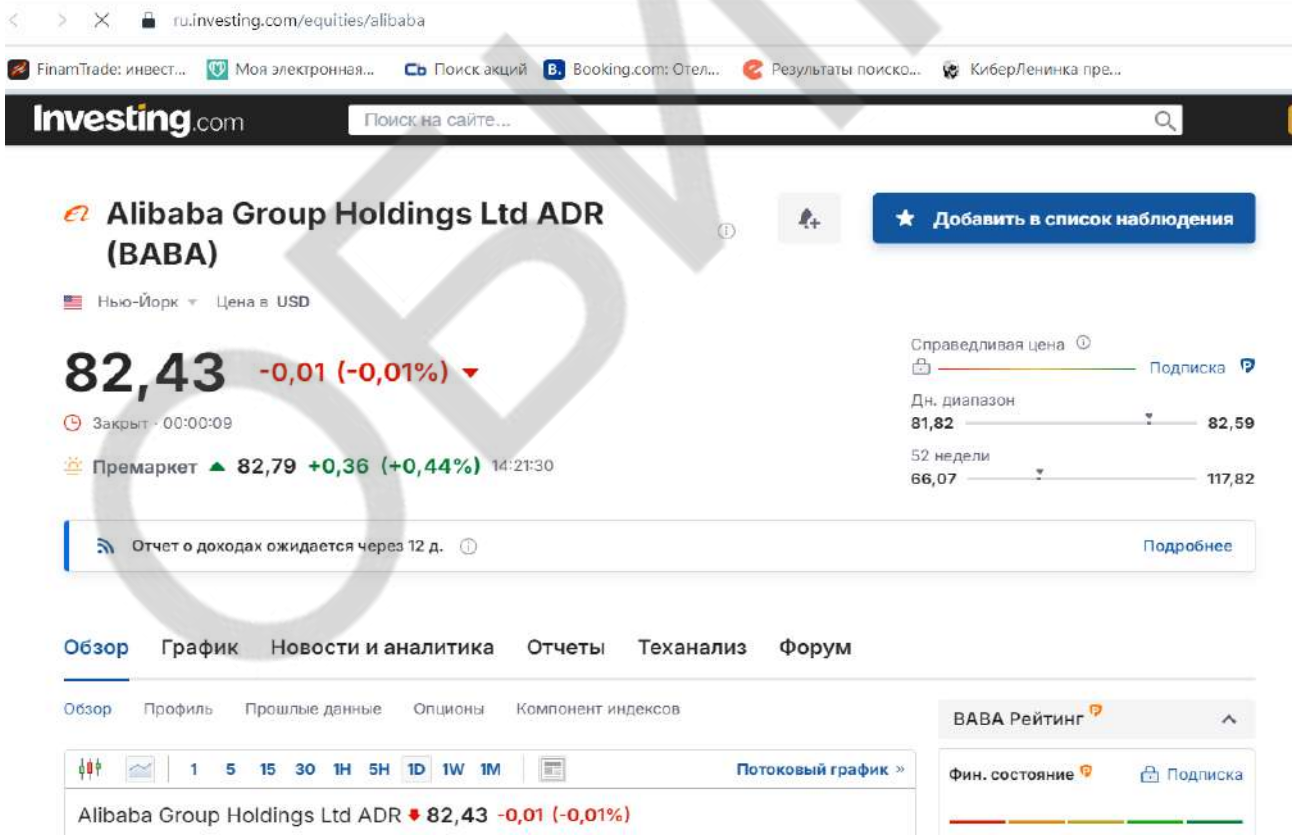 ru.investing.com/equities/alibaba
FinamTrade: инвест... Моя электронная... Сь Поиск акций B. Booking.com: Отел... Результаты поиско... КиберЛенинка пре...
Investing.com Поиск на сайте...
Alibaba Group Holdings Ltd ADR
(BABA)
Добавить в список наблюдения
Нью-Йорк Цена в USD
82,43 -0,01 (-0,01%)
Закрыт · 00:00:09
Премаркет 82,79 +0,36 (+0,44%) 14:21:30
Справедливая цена
Подписка
Дн. диапазон
81,82 82,59
52 недели
66,07 117,82
Отчет о доходах ожидается через 12 д. Подробнее
Обзор График Новости и аналитика Отчеты Теханализ Форум
Обзор Профиль Прошлые данные Опционы Компонент индексов
BABA Рейтинг
1 5 15 30 1H 5H 1D 1W 1M Потоковый график »
Фин. состояние Подписка
Alibaba Group Holdings Ltd ADR 82,43 -0,01 (-0,01%)